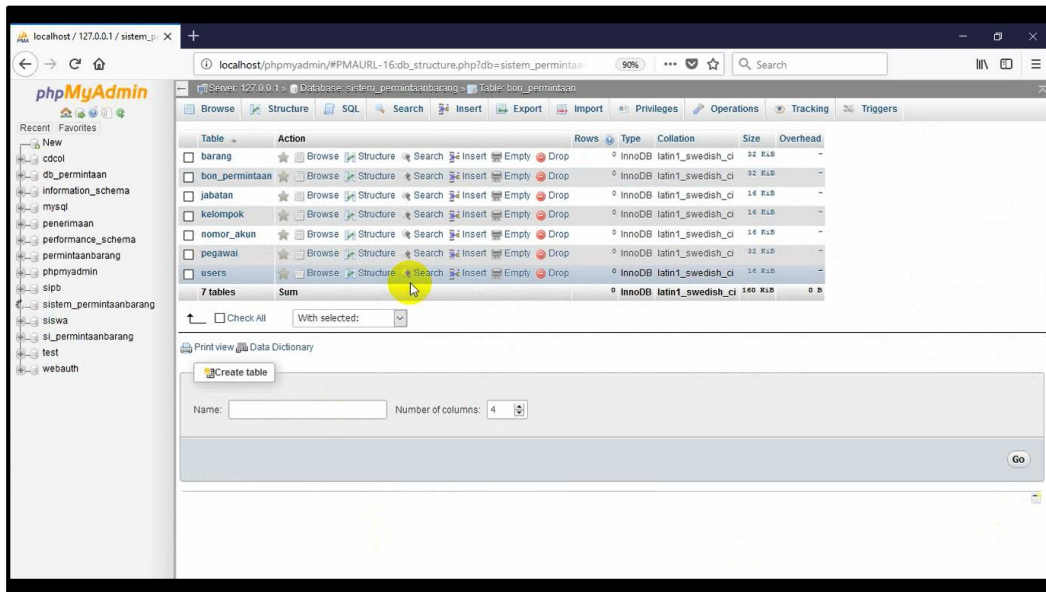 localhost / 127.0.0.1 / sistem_p
localhost/phpmyadmin/#PMAURL-16:db_structure.php?db=sistem_permintaan
90%
Search
phpMyAdmin
Recent Favorites
New
cdcol
db_permintaan
information_schema
mysql
penerimaan
performance_schema
permintaanbarang
phpmyadmin
sipb
sistem_permintaanbarang
siswa
si_permintaanbarang
test
webauth
Server: 127.0.0.1 » Database: sistem_permintaanbarang » Table: bon_permintaan
Browse Structure SQL Search Insert Export Import Privileges Operations Tracking Triggers
Table Action Rows Type Collation Size Overhead
barang Browse Structure Search Insert Empty Drop 0 InnoDB latin1_swedish_ci 32 KiB -
bon_permintaan Browse Structure Search Insert Empty Drop 0 InnoDB latin1_swedish_ci 32 KiB -
jabatan Browse Structure Search Insert Empty Drop 0 InnoDB latin1_swedish_ci 16 KiB -
kelompok Browse Structure Search Insert Empty Drop 0 InnoDB latin1_swedish_ci 16 KiB -
nomor_akun Browse Structure Search Insert Empty Drop 0 InnoDB latin1_swedish_ci 16 KiB -
pegawai Browse Structure Search Insert Empty Drop 0 InnoDB latin1_swedish_ci 32 KiB -
users Browse Structure Search Insert Empty Drop 0 InnoDB latin1_swedish_ci 16 KiB -
7 tables Sum 0 InnoDB latin1_swedish_ci 160 KiB 0 B
Check All With selected:
Print view Data Dictionary
Create table
Name: Number of columns: 4
Go